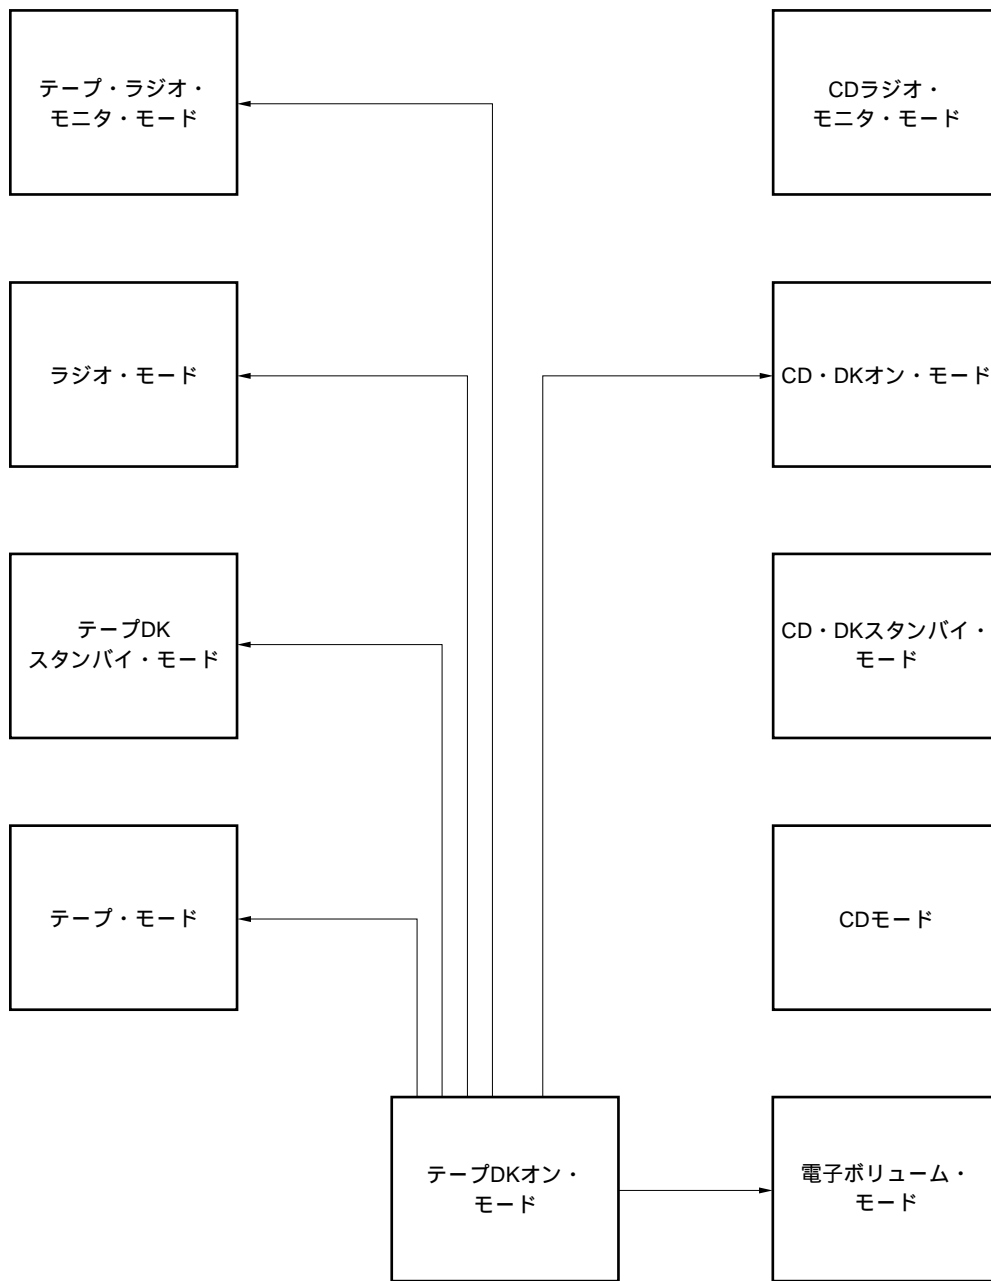 テープ・ラジオ・
モニタ・モード
CDラジオ・
モニタ・モード
ラジオ・モード
CD・DKオン・モード
テープDK
スタンバイ・モード
CD・DKスタンバイ・
モード
テープ・モード
CDモード
テープDKオン・
モード
電子ボリューム・
モード